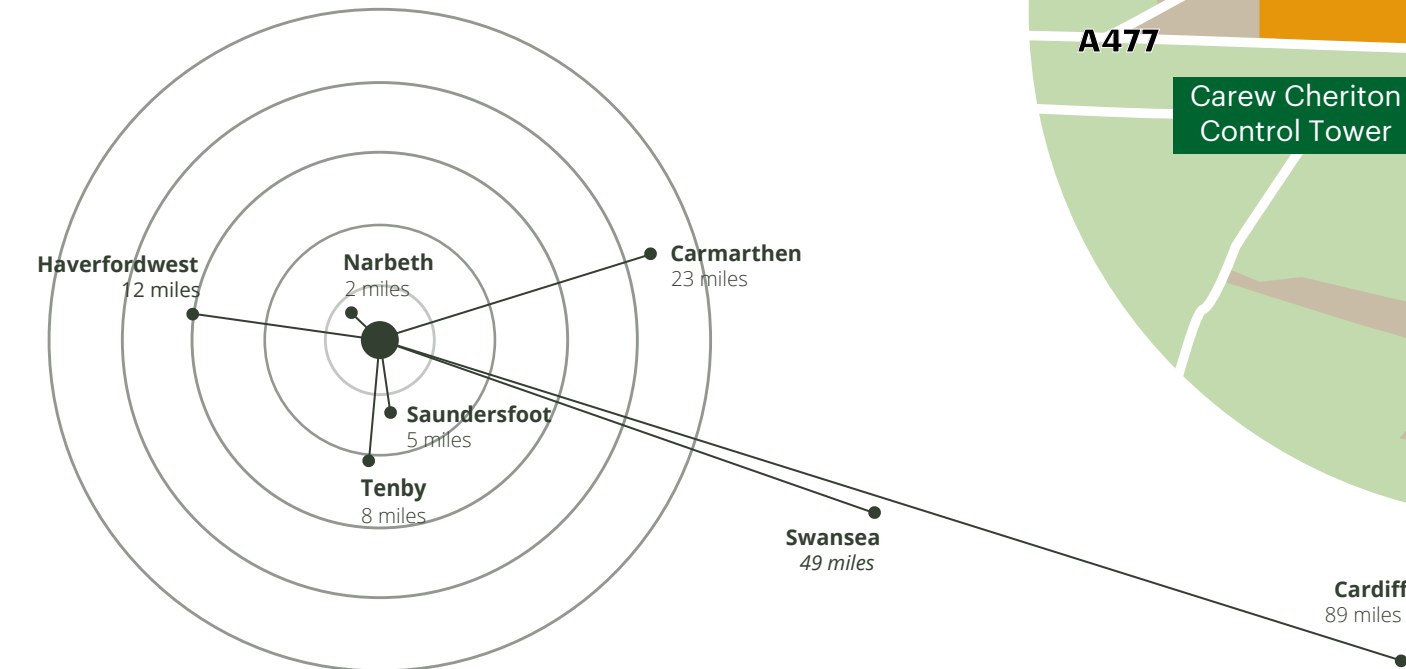 A477
Carew Cheriton
Control Tower
Haverfordwest
12 miles
Narbeth
2 miles
Carmarthen
23 miles
Saundersfoot
5 miles
Tenby
8 miles
Swansea
49 miles
Cardiff
89 miles